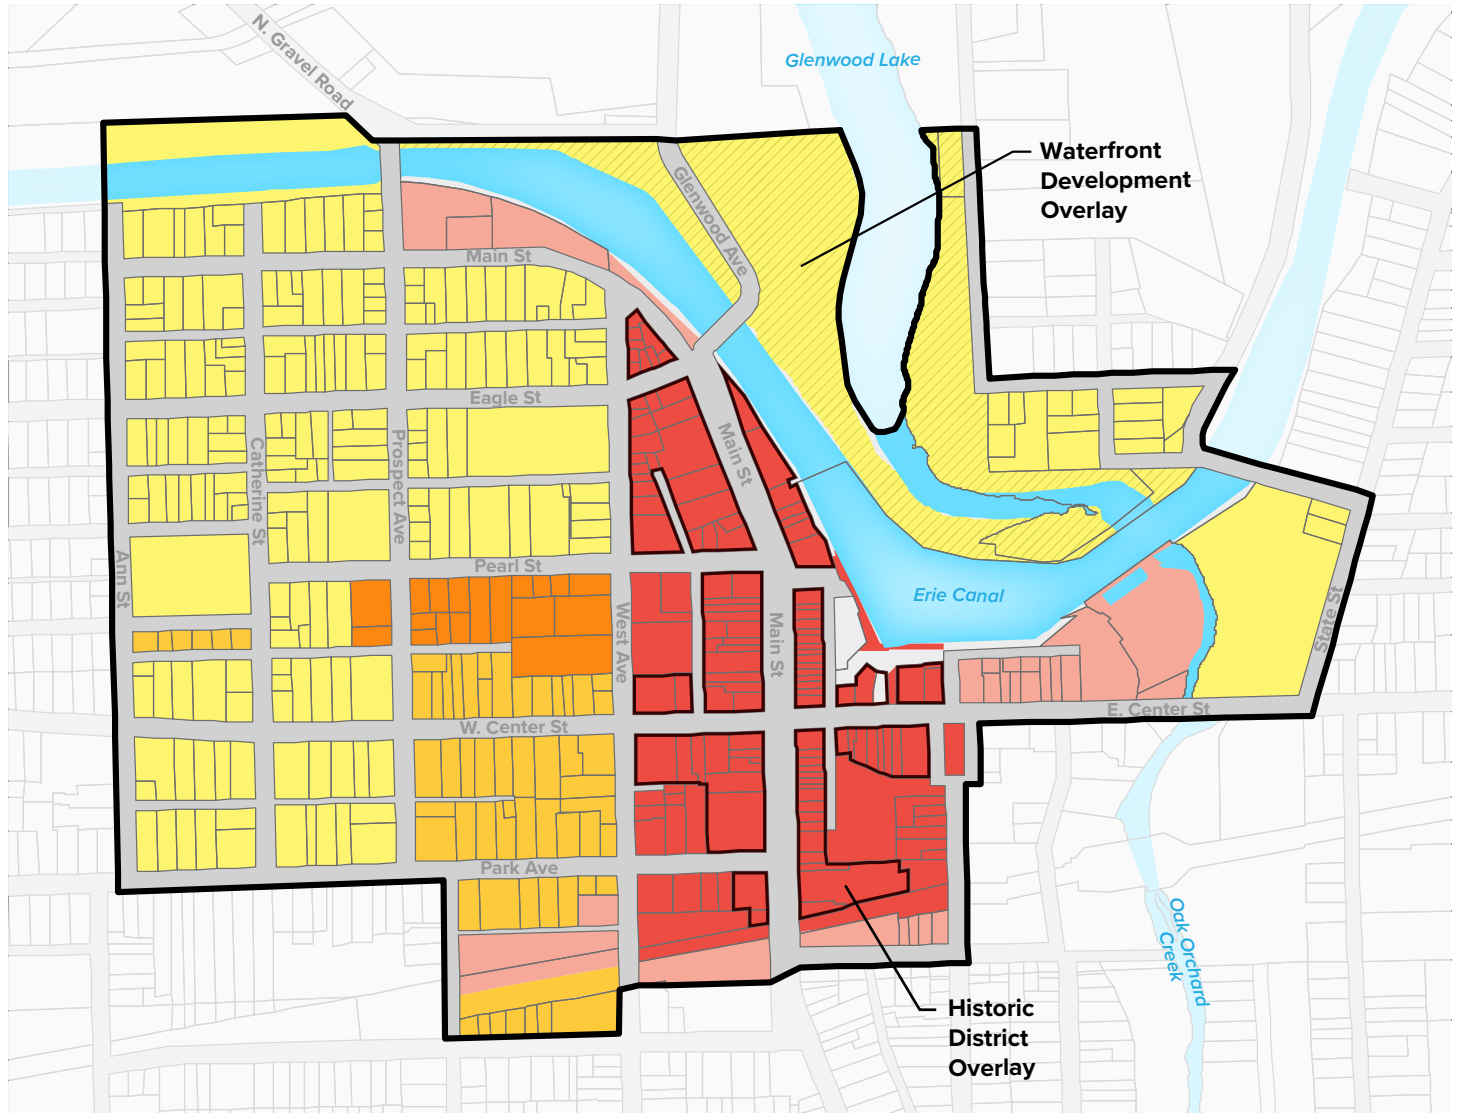 N. Gravel Road
Glenwood Lake
Waterfront
Development
Overlay
Glenwood Ave
Main St
Eagle St
Main St
Catherine St
Prospect Ave
Ann St
Pearl St
Erie Canal
West Ave
Main St
State St
W. Center St
E. Center St
Park Ave
Oak Orchard
Creek
Historic
District
Overlay